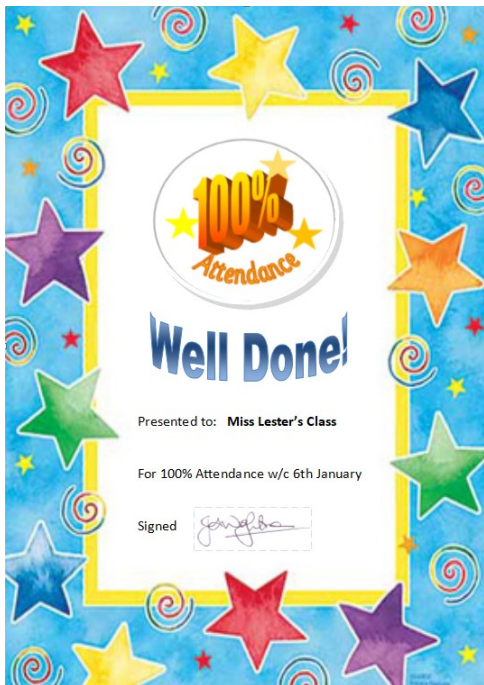 100%
Attendance
Well Done!
Presented to: Miss Lester's Class
For 100% Attendance w/c 6th January
Signed